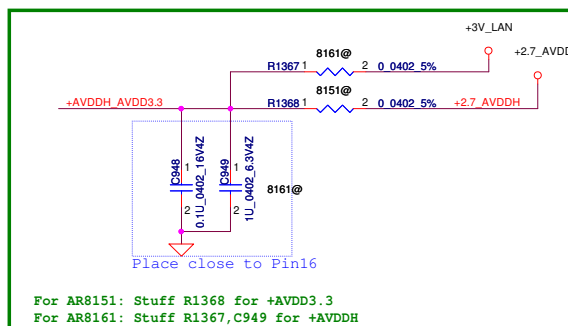 +3V_LAN
8161@
+2.7_AVDD
R1367 1 2 0_0402_5%
8151@
+AVDDH_AVDD3.3 R1368 1 2 0_0402_5% +2.7_AVDDH
C948 1 2 0.1U_0402_16V4Z
C949 1 2 1U_0402_6.3V4Z
8161@
Place close to Pin16
For AR8151: Stuff R1368 for +AVDD3.3
For AR8161: Stuff R1367,C949 for +AVDDH